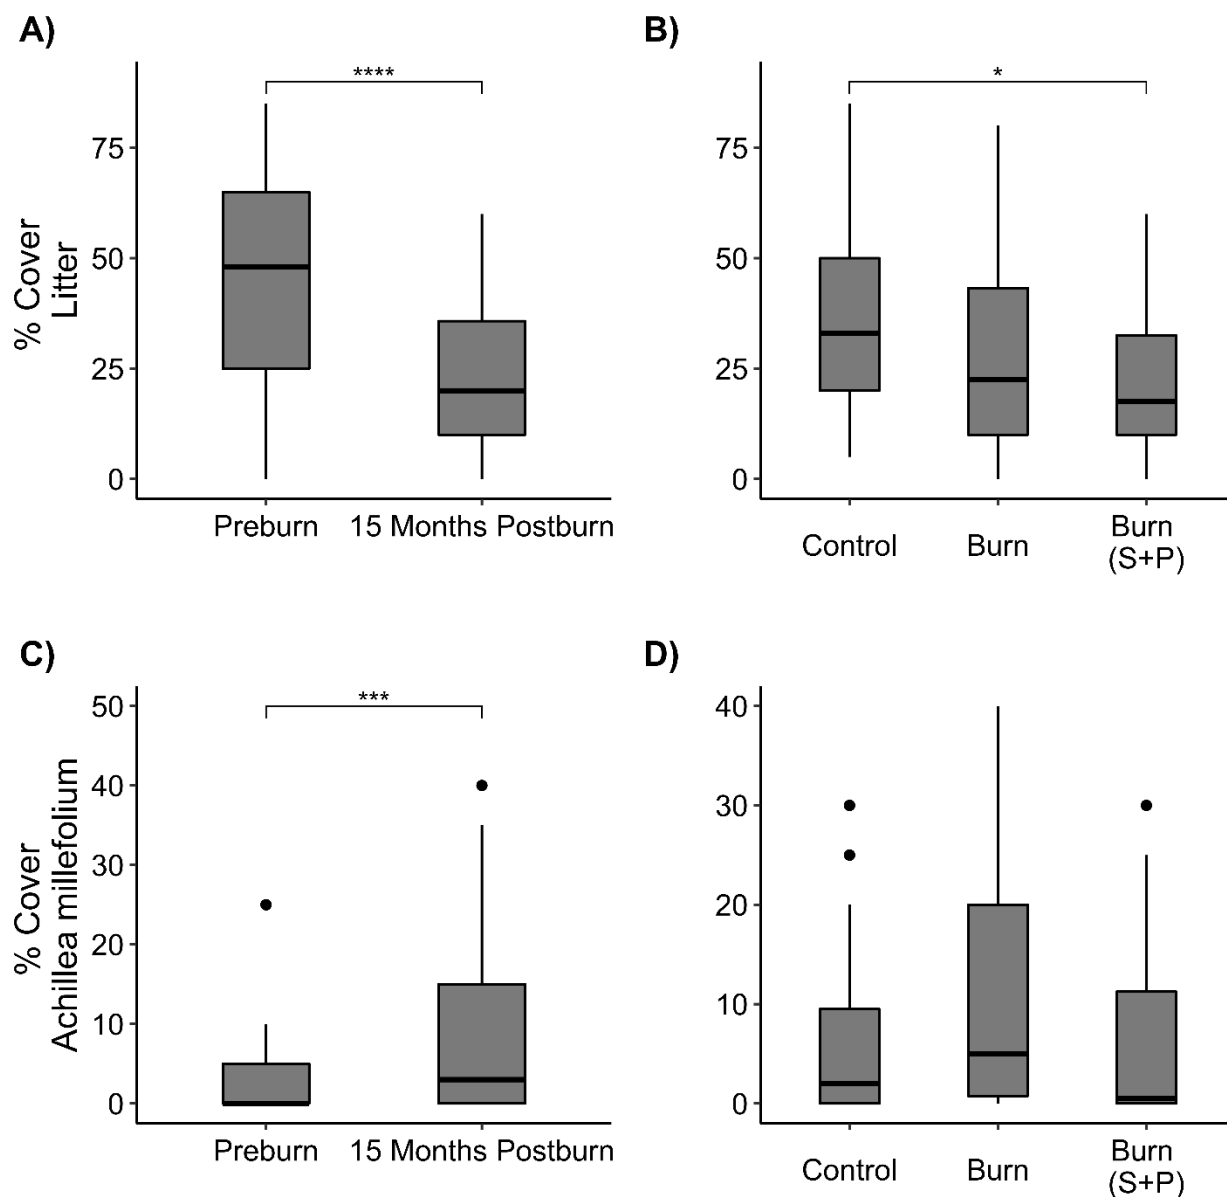 A)
****
75
50
25
0
% Cover
Litter
Preburn
15 Months Postburn
B)
*
75
50
25
0
Control
Burn
Burn
(S+P)
C)
***
50
40
30
20
10
0
% Cover
Achillea millefolium
Preburn
15 Months Postburn
D)
40
30
20
10
0
Control
Burn
Burn
(S+P)